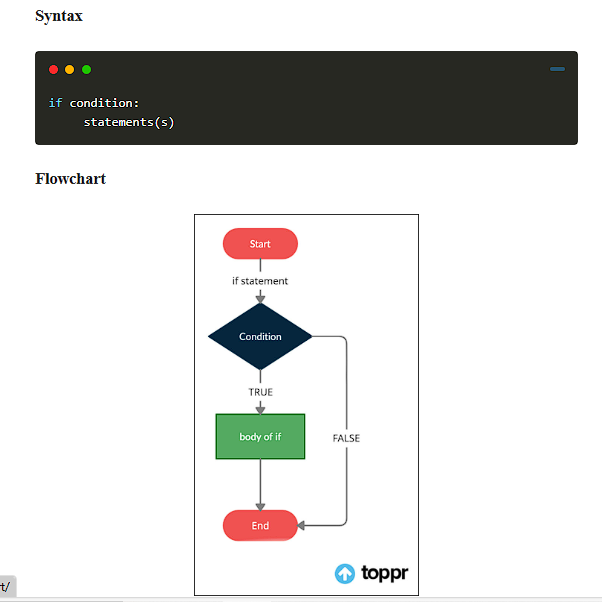 Syntax
if condition:
statements(s)
Flowchart
Start
if statement
Condition
TRUE
body of if
FALSE
End
toppr
t/